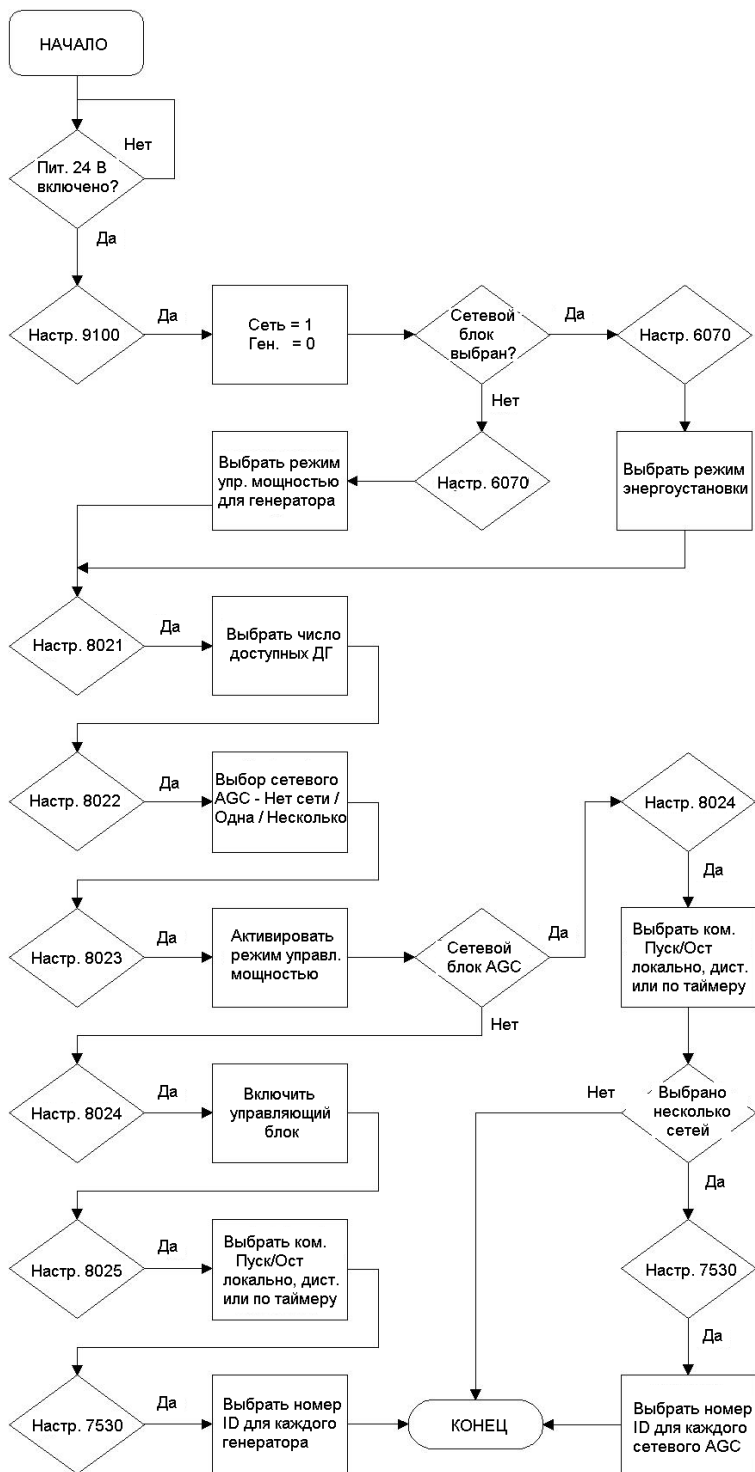 НАЧАЛО
Нет
Пит. 24 В
включено?
Да
Настр. 9100
Да
Сеть = 1
Ген. = 0
Сетевой
блок
выбран?
Да
Настр. 6070
Нет
Выбрать режим
упр. мощностью
для генератора
Настр. 6070
Выбрать режим
энергоустановки
Настр. 8021
Да
Выбрать число
доступных ДГ
Настр. 8022
Да
Выбор сетевого
AGC - Нет сети /
Одна / Несколько
Настр. 8024
Да
Настр. 8023
Да
Активировать
режим управл.
мощностью
Сетевой
блок AGC
Да
Выбрать ком.
Пуск/Ост
локально, дист.
или по таймеру
Нет
Настр. 8024
Да
Включить
управляющий
блок
Нет
Выбрано
несколько
сетей
Да
Настр. 8025
Да
Выбрать ком.
Пуск/Ост
локально, дист.
или по таймеру
Настр. 7530
Да
Настр. 7530
Да
Выбрать номер
ID для каждого
генератора
КОНЕЦ
Выбрать номер
ID для каждого
сетевого AGC